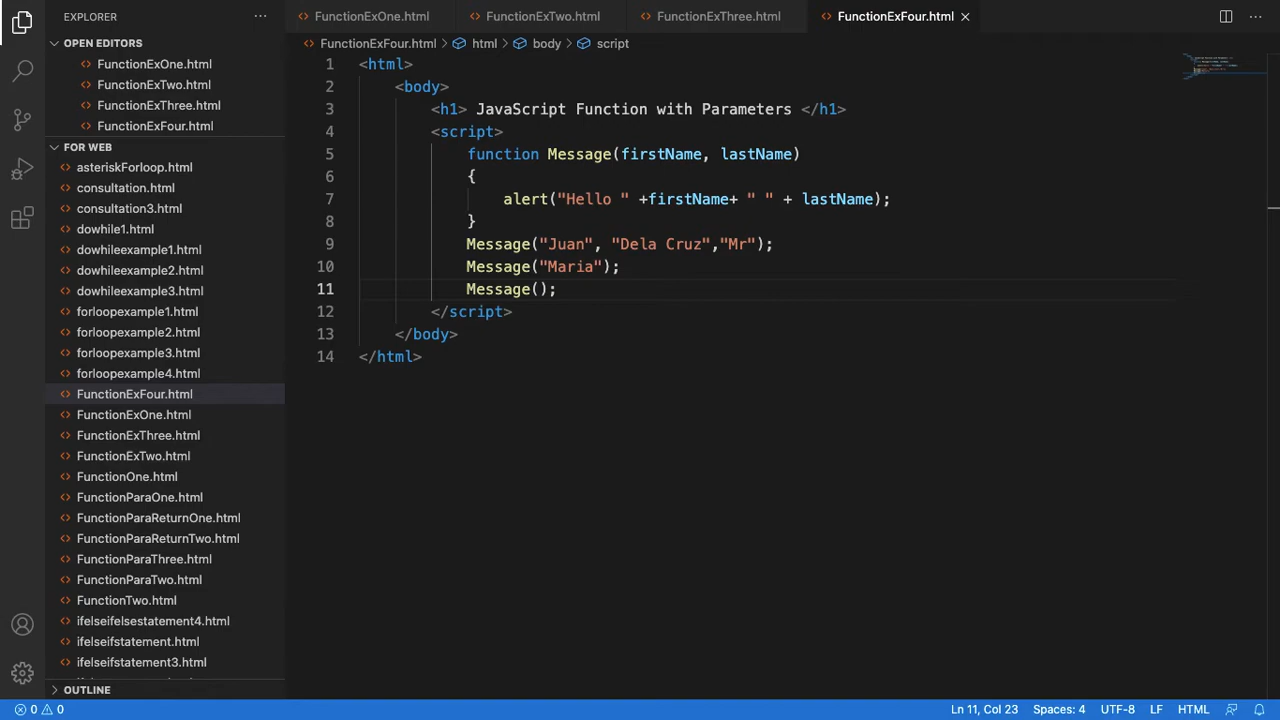 EXPLORER
OPEN EDITORS
FunctionExOne.html
FunctionExTwo.html
FunctionExThree.html
FunctionExFour.html
FOR WEB
asteriskForloop.html
consultation.html
consultation3.html
dowhile1.html
dowhileexample1.html
dowhileexample2.html
dowhileexample3.html
forloopexample1.html
forloopexample2.html
forloopexample3.html
forloopexample4.html
FunctionExFour.html
FunctionExOne.html
FunctionExThree.html
FunctionExTwo.html
FunctionOne.html
FunctionParaOne.html
FunctionParaReturnOne.html
FunctionParaReturnTwo.html
FunctionParaThree.html
FunctionParaTwo.html
FunctionTwo.html
ifelseifelsestatement4.html
ifelseifstatement.html
ifelseifstatement3.html
OUTLINE
FunctionExOne.html FunctionExTwo.html FunctionExThree.html FunctionExFour.html
FunctionExFour.html > html > body > script
1 <html>
2 <body>
3 <h1> JavaScript Function with Parameters </h1>
4 <script>
5 function Message(firstName, lastName)
6 {
7 alert("Hello " +firstName+ " " + lastName);
8 }
9 Message("Juan", "Dela Cruz","Mr");
10 Message("Maria");
11 Message();
12 </script>
13 </body>
14 </html>
0 0 Ln 11, Col 23 Spaces: 4 UTF-8 LF HTML